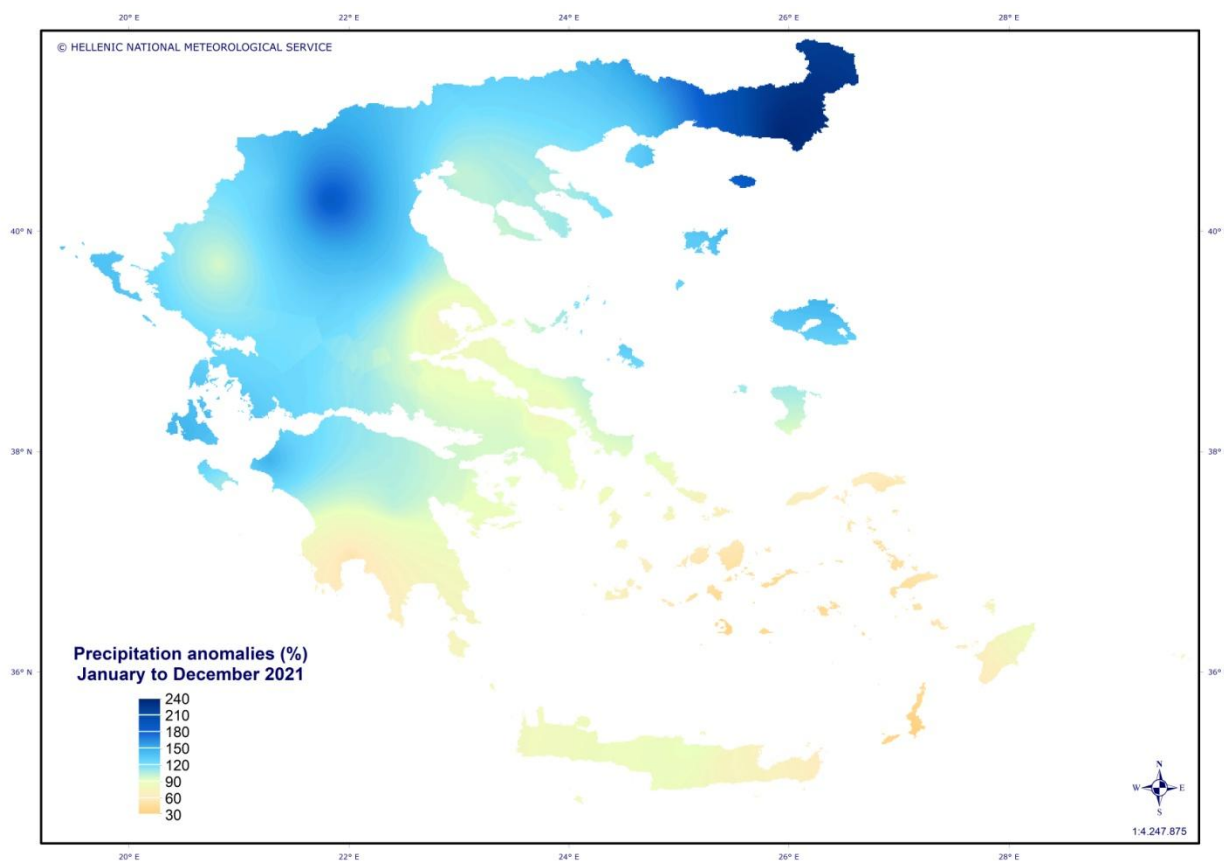 20° E 22° E 24° E 26° E 28° E
© HELLENIC NATIONAL METEOROLOGICAL SERVICE
40° N 40°
38° N 38°
36° N 36°
Precipitation anomalies (%)
January to December 2021
240
210
180
150
120
90
60
30
N
W E
S
1:4.247.875
20° E 22° E 24° E 26° E 28° E